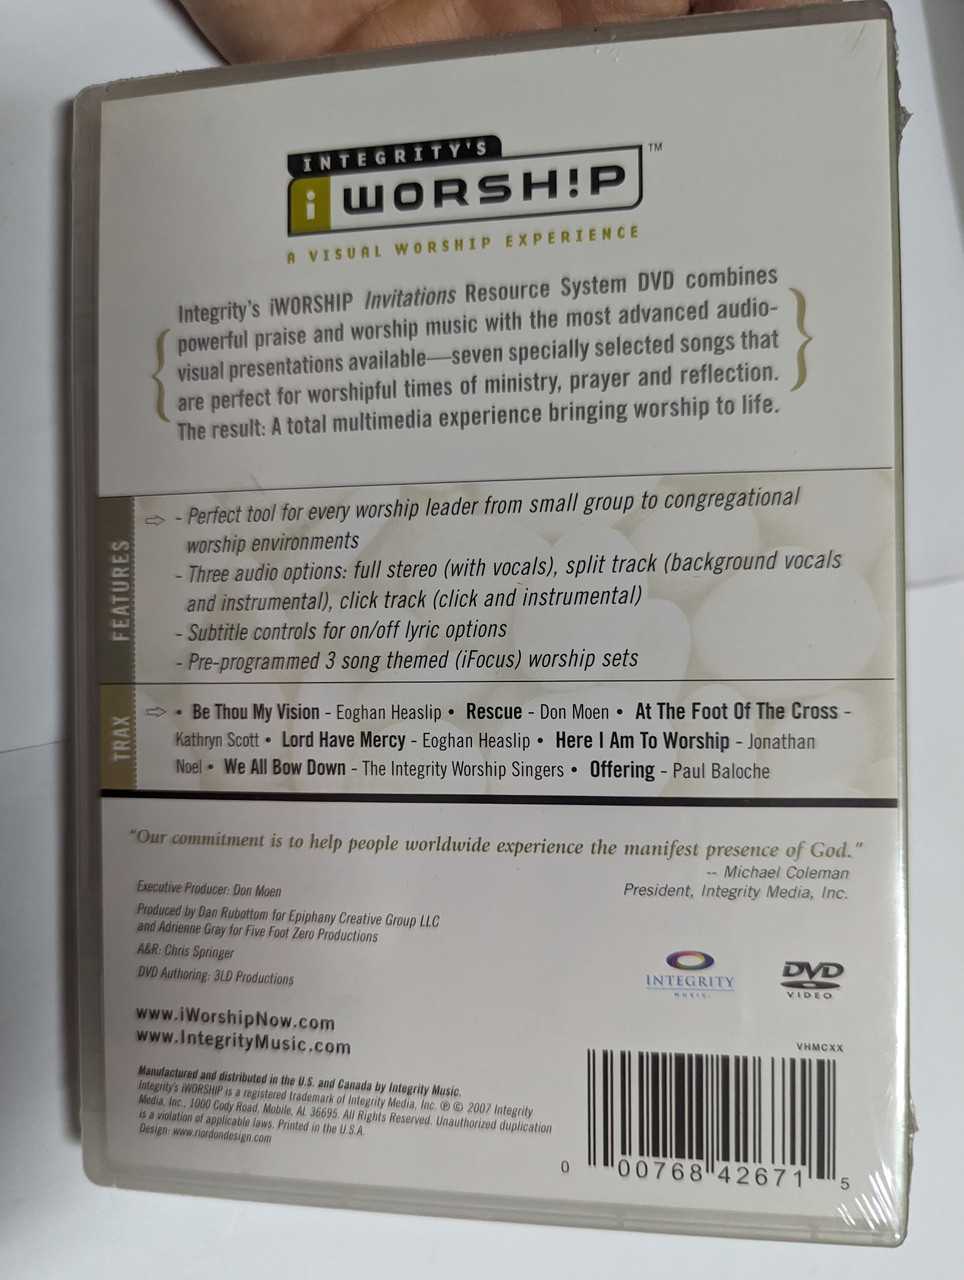 INTEGRITY'S
i WORSH!P ™
A VISUAL WORSHIP EXPERIENCE
Integrity's iWORSHIP Invitations Resource System DVD combines
powerful praise and worship music with the most advanced audio-
visual presentations available—seven specially selected songs that
are perfect for worshipful times of ministry, prayer and reflection.
The result: A total multimedia experience bringing worship to life.
FEATURES
- Perfect tool for every worship leader from small group to congregational
worship environments
- Three audio options: full stereo (with vocals), split track (background vocals
and instrumental), click track (click and instrumental)
- Subtitle controls for on/off lyric options
- Pre-programmed 3 song themed (iFocus) worship sets
TRAX
• Be Thou My Vision - Eoghan Heaslip • Rescue - Don Moen • At The Foot Of The Cross -
Kathryn Scott • Lord Have Mercy - Eoghan Heaslip • Here I Am To Worship - Jonathan
Noel • We All Bow Down - The Integrity Worship Singers • Offering - Paul Baloche
"Our commitment is to help people worldwide experience the manifest presence of God."
-- Michael Coleman
President, Integrity Media, Inc.
Executive Producer: Don Moen
Produced by Dan Rubottom for Epiphany Creative Group LLC
and Adrienne Gray for Five Foot Zero Productions
A&R: Chris Springer
DVD Authoring: 3LD Productions
INTEGRITY
MUSIC
DVD
VIDEO
www.iWorshipNow.com
www.IntegrityMusic.com
Manufactured and distributed in the U.S. and Canada by Integrity Music.
Integrity's iWORSHIP is a registered trademark of Integrity Media, Inc. ℗ © 2007 Integrity
Media, Inc., 1000 Cody Road, Mobile, AL 36695. All Rights Reserved. Unauthorized duplication
is a violation of applicable laws. Printed in the U.S.A.
Design: www.riordondesign.com
VHMCXX
0 00768 42671 5